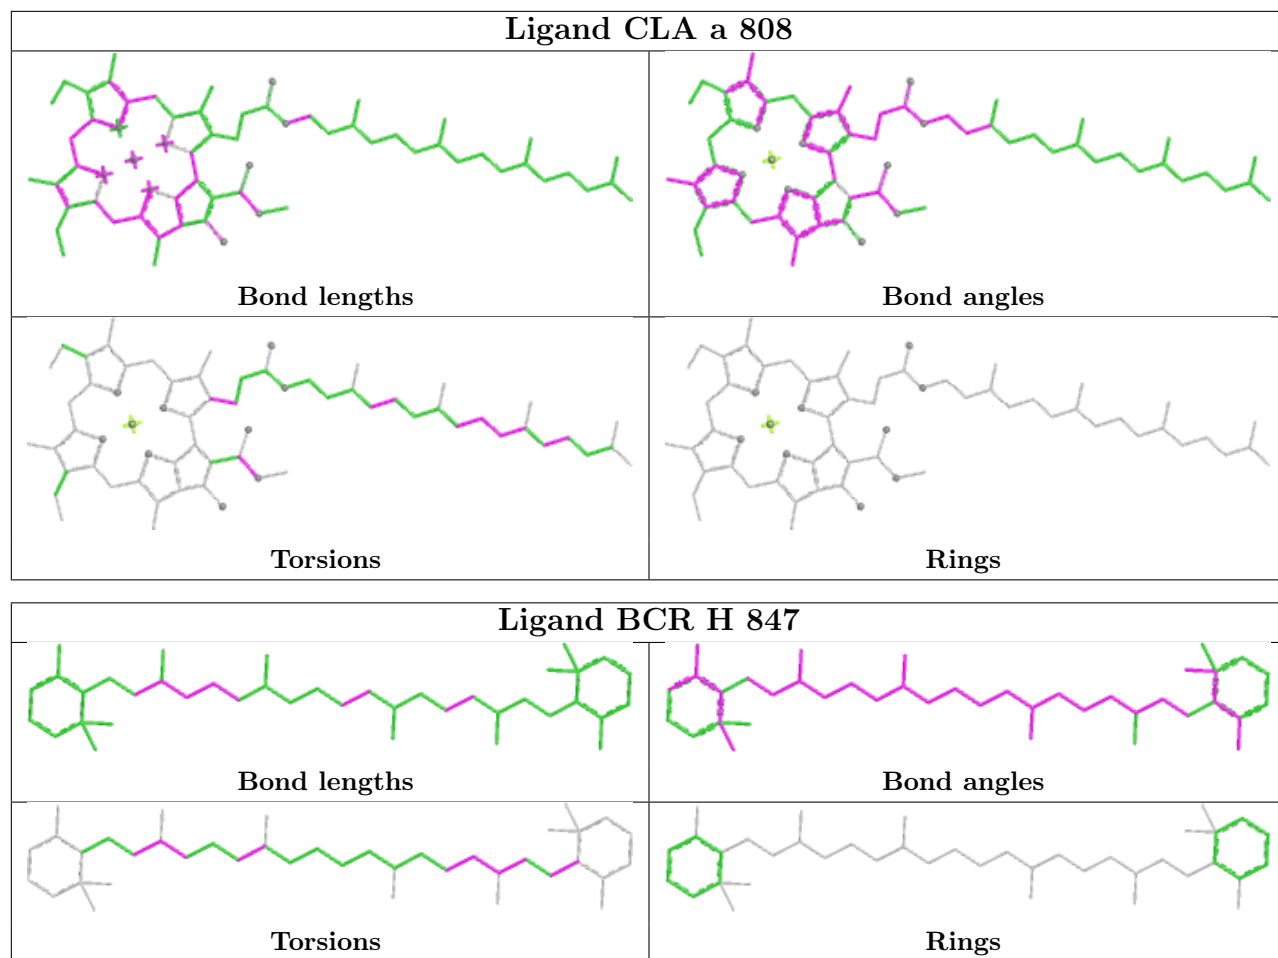 Ligand CLA a 808
Bond lengths
Bond angles
Torsions
Rings
Ligand BCR H 847
Bond lengths
Bond angles
Torsions
Rings